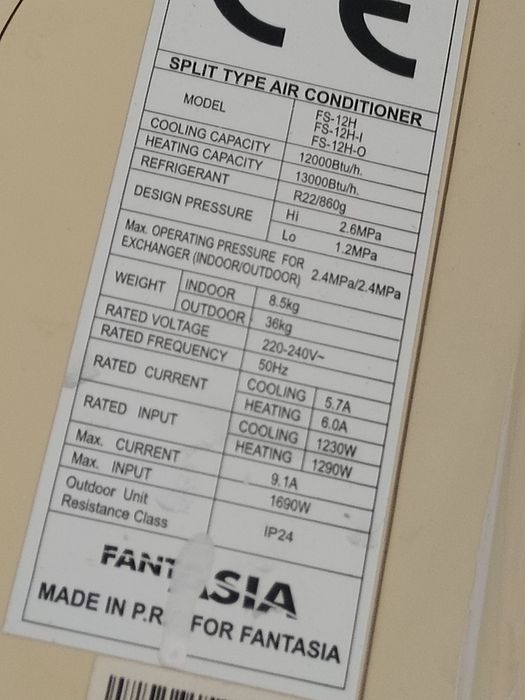 CE
SPLIT TYPE AIR CONDITIONER
MODEL
FS-12H
FS-12H-I
FS-12H-O
COOLING CAPACITY 12000Btu/h.
HEATING CAPACITY 13000Btu/h.
REFRIGERANT R22/860g
DESIGN PRESSURE Hi 2.6MPa
Lo 1.2MPa
Max. OPERATING PRESSURE FOR
EXCHANGER (INDOOR/OUTDOOR) 2.4MPa/2.4MPa
WEIGHT INDOOR 8.5kg
OUTDOOR 36kg
RATED VOLTAGE 220-240V~
RATED FREQUENCY 50Hz
RATED CURRENT COOLING 5.7A
HEATING 6.0A
RATED INPUT COOLING 1230W
HEATING 1290W
Max. CURRENT 9.1A
Max. INPUT 1690W
Outdoor Unit
Resistance Class IP24
FANTASIA
MADE IN P.R. FOR FANTASIA